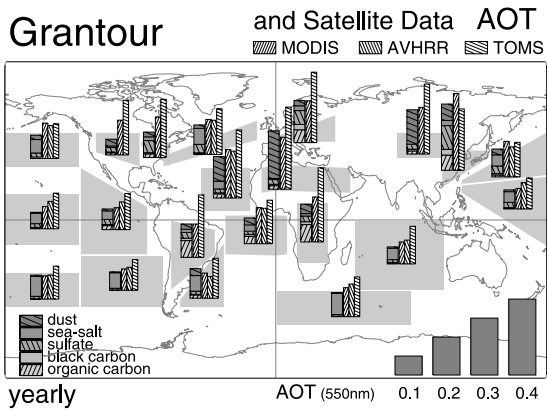 Grantour and Satellite Data AOT
MODIS AVHRR TOMS
dust
sea-salt
sulfate
black carbon
organic carbon
yearly AOT (550nm) 0.1 0.2 0.3 0.4